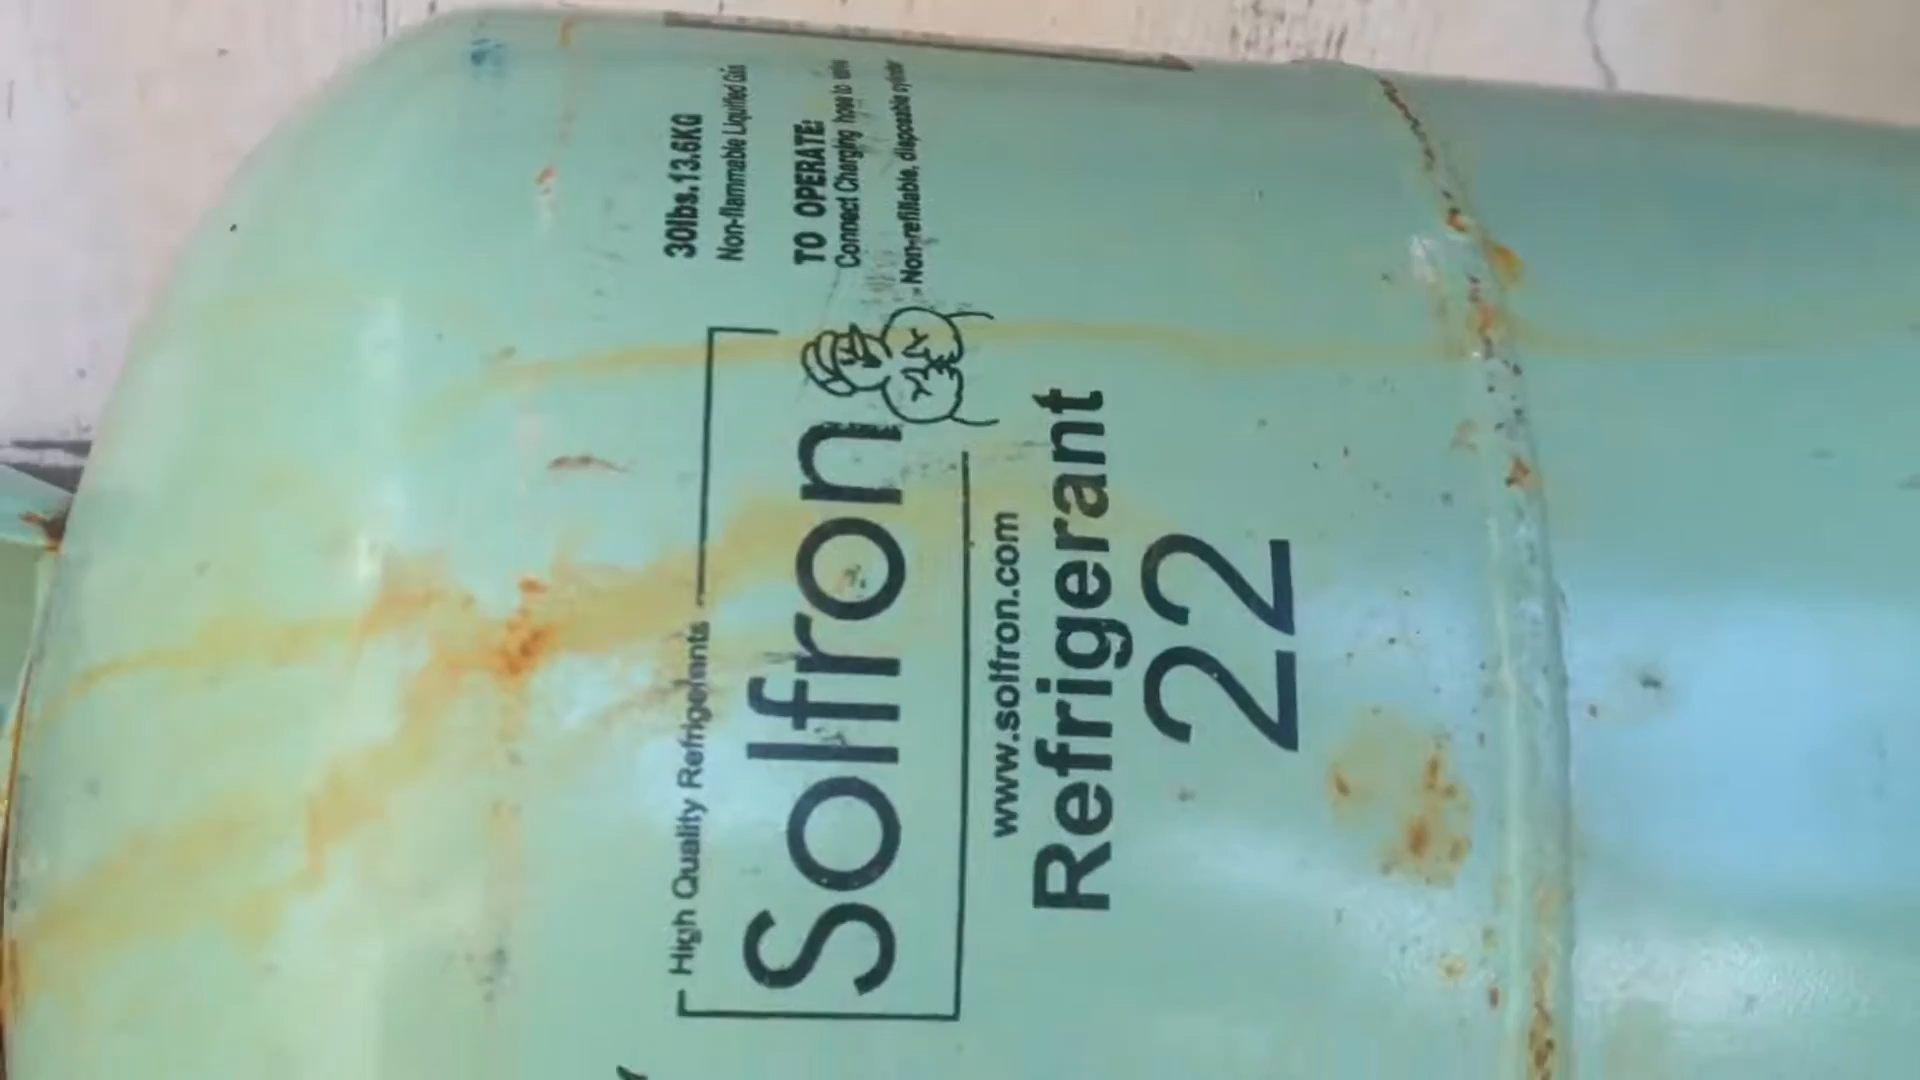 High Quality Refrigerants
Solfron
www.solfron.com
Refrigerant
22
30lbs.13.6KG
Non-flammable Liquified Gas
TO OPERATE:
Connect Charging hose to valve
- Non-refillable, disposable cylinder